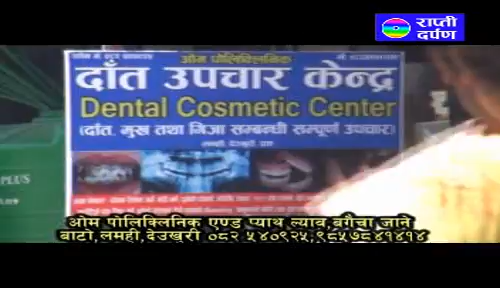 राप्ती
दर्पण
ओम पोलिक्लिनिक
दाँत उपचार केन्द्र
Dental Cosmetic Center
(दाँत, मुख तथा गिजा सम्बन्धी सम्पूर्ण उपचार)
PLUS
ओम पोलिक्लिनिक एण्ड प्याथ ल्याव,बगैचा जाने
बाटो,लमही,देउखुरी ०८२ ५४०९२५,९८५७८४१४१४